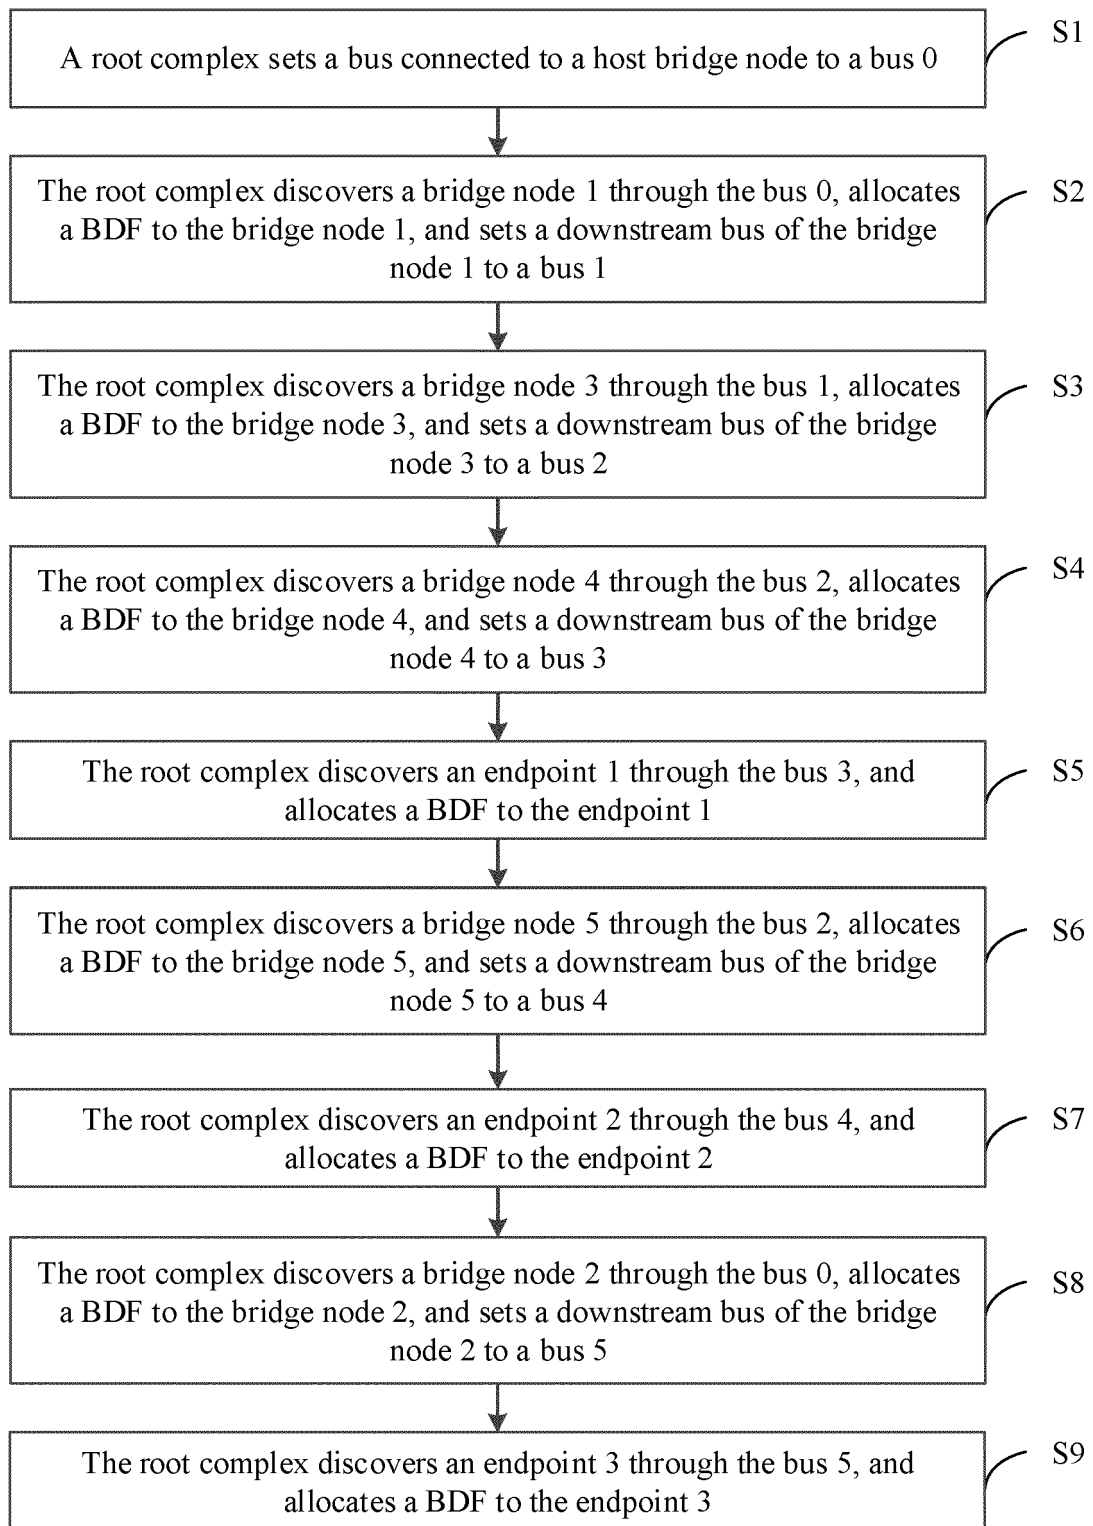 A root complex sets a bus connected to a host bridge node to a bus 0
S1
The root complex discovers a bridge node 1 through the bus 0, allocates
a BDF to the bridge node 1, and sets a downstream bus of the bridge
node 1 to a bus 1
S2
The root complex discovers a bridge node 3 through the bus 1, allocates
a BDF to the bridge node 3, and sets a downstream bus of the bridge
node 3 to a bus 2
S3
The root complex discovers a bridge node 4 through the bus 2, allocates
a BDF to the bridge node 4, and sets a downstream bus of the bridge
node 4 to a bus 3
S4
The root complex discovers an endpoint 1 through the bus 3, and
allocates a BDF to the endpoint 1
S5
The root complex discovers a bridge node 5 through the bus 2, allocates
a BDF to the bridge node 5, and sets a downstream bus of the bridge
node 5 to a bus 4
S6
The root complex discovers an endpoint 2 through the bus 4, and
allocates a BDF to the endpoint 2
S7
The root complex discovers a bridge node 2 through the bus 0, allocates
a BDF to the bridge node 2, and sets a downstream bus of the bridge
node 2 to a bus 5
S8
The root complex discovers an endpoint 3 through the bus 5, and
allocates a BDF to the endpoint 3
S9